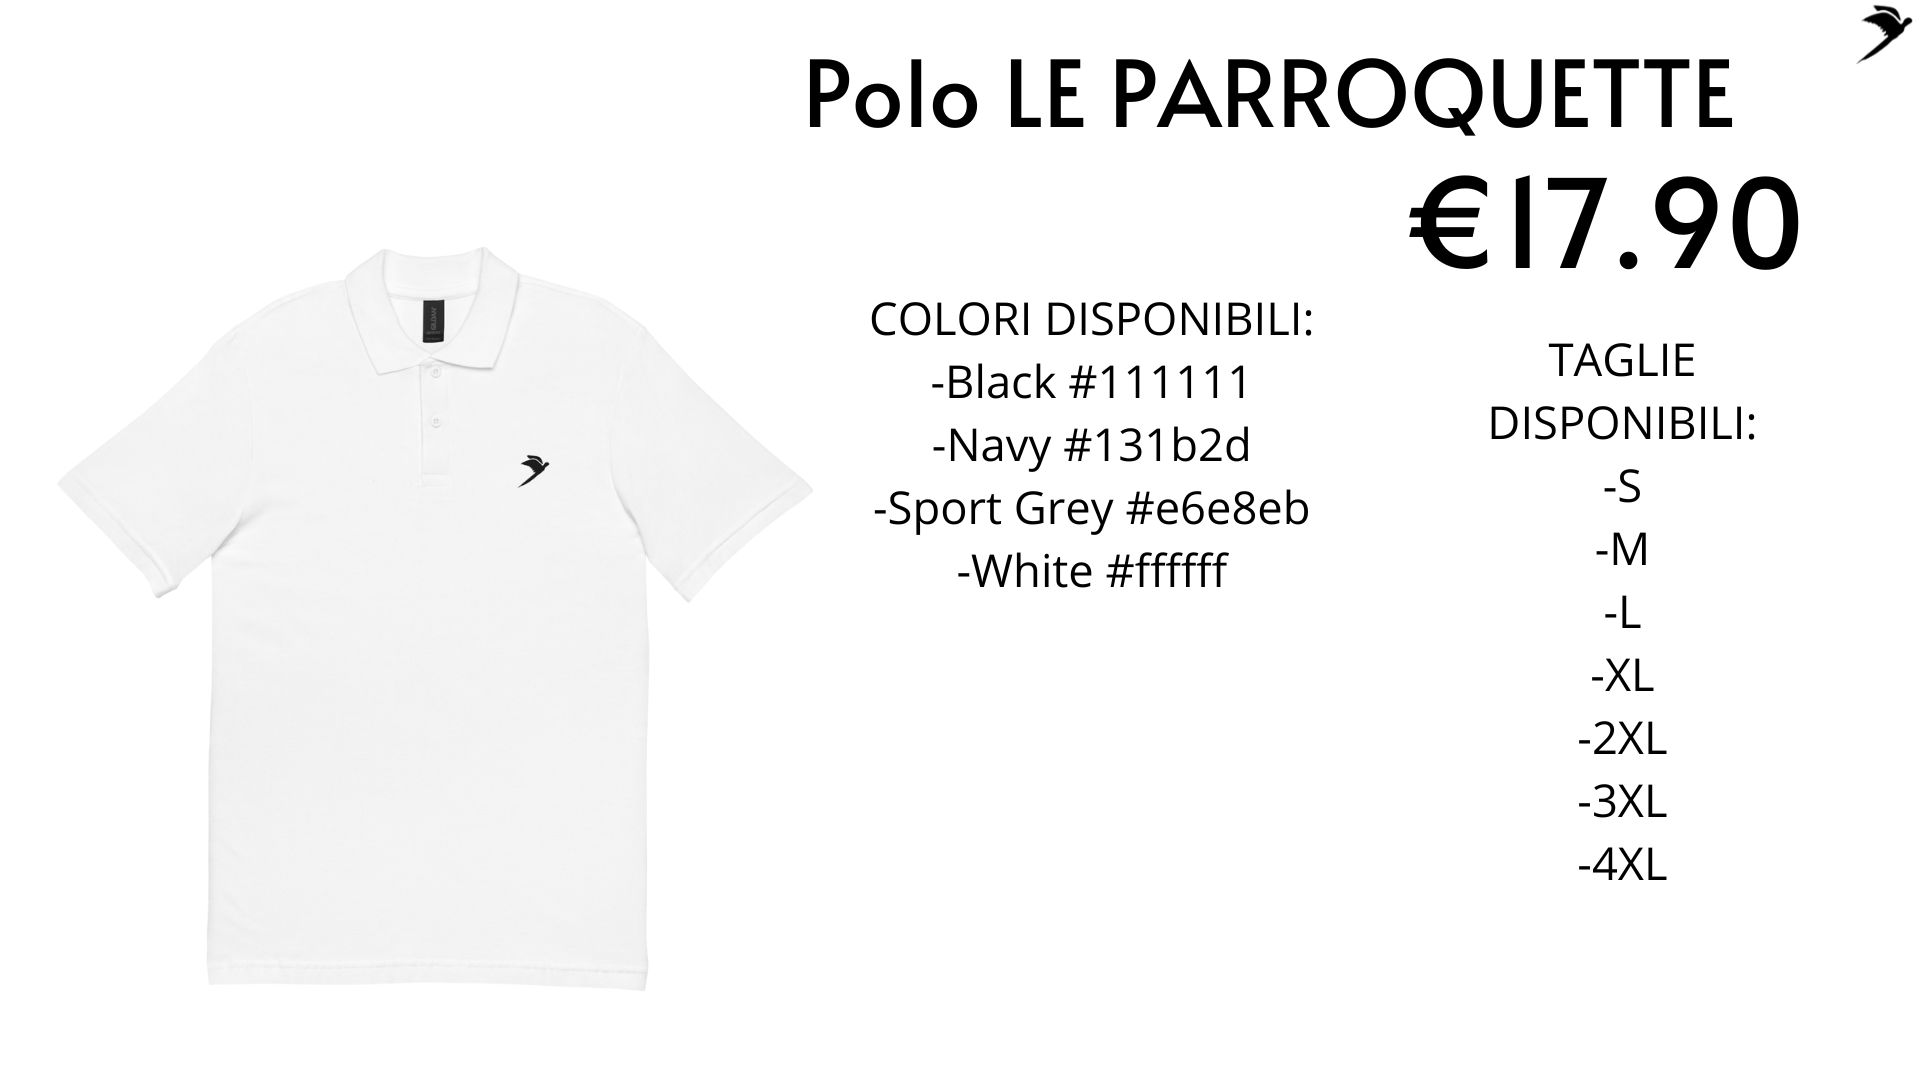 Polo LE PARROQUETTE
€17.90
GILDAN
COLORI DISPONIBILI:
-Black #111111
-Navy #131b2d
-Sport Grey #e6e8eb
-White #ffffff
TAGLIE
DISPONIBILI:
-S
-M
-L
-XL
-2XL
-3XL
-4XL